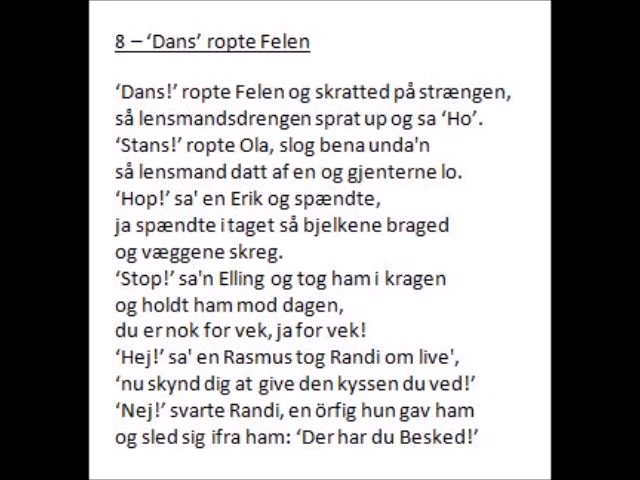 8 – ‘Dans’ ropte Felen
‘Dans!’ ropte Felen og skratted på strængen,
så lensmandsdrengen sprat up og sa ‘Ho’.
‘Stans!’ ropte Ola, slog bena unda'n
så lensmand datt af en og gjenterne lo.
‘Hop!’ sa' en Erik og spændte,
ja spændte i taget så bjelkene braged
og væggene skreg.
‘Stop!’ sa'n Elling og tog ham i kragen
og holdt ham mod dagen,
du er nok for vek, ja for vek!
‘Hej!’ sa' en Rasmus tog Randi om live',
‘nu skynd dig at give den kyssen du ved!’
‘Nej!’ svarte Randi, en örfig hun gav ham
og sled sig ifra ham: ‘Der har du Besked!’